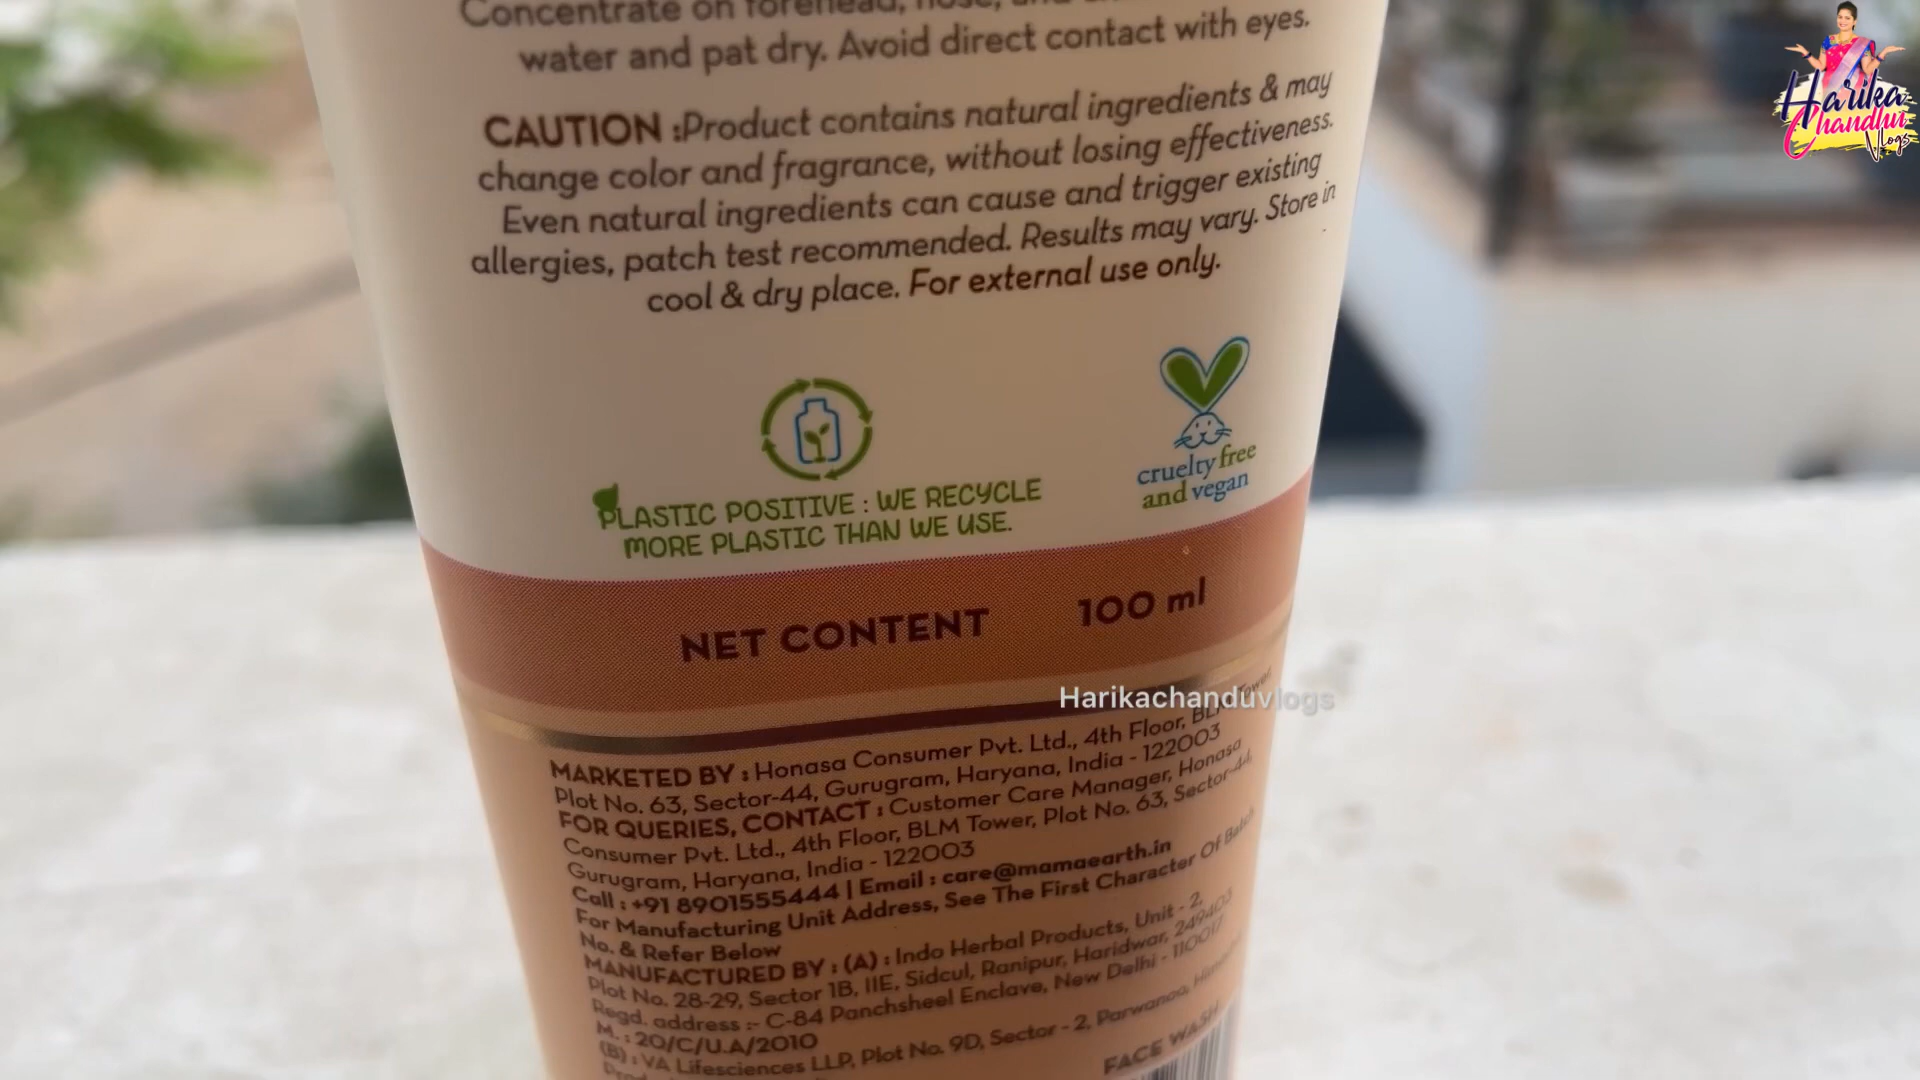 Concentrate on forehead, nose, and
water and pat dry. Avoid direct contact with eyes.
CAUTION :Product contains natural ingredients & may
change color and fragrance, without losing effectiveness.
Even natural ingredients can cause and trigger existing
allergies, patch test recommended. Results may vary. Store in
cool & dry place. For external use only.
PLASTIC POSITIVE : WE RECYCLE
MORE PLASTIC THAN WE USE.
cruelty free
and vegan
NET CONTENT 100 ml
MARKETED BY : Honasa Consumer Pvt. Ltd., 4th Floor, BLM Tower,
Plot No. 63, Sector-44, Gurugram, Haryana, India - 122003
FOR QUERIES, CONTACT : Customer Care Manager, Honasa
Consumer Pvt. Ltd., 4th Floor, BLM Tower, Plot No. 63, Sector-44,
Gurugram, Haryana, India - 122003
Call : +91 8901555444 | Email : care@mamaearth.in
For Manufacturing Unit Address, See The First Character Of Batch
No. & Refer Below
MANUFACTURED BY : (A) : Indo Herbal Products, Unit - 2,
Plot No. 28-29, Sector 1B, IIE, Sidcul, Ranipur, Haridwar, 249403
Regd. address :- C-84 Panchsheel Enclave, New Delhi - 110017
M. : 20/C/U.A/2010
(B) : VA Lifesciences LLP, Plot No. 9D, Sector - 2, Parwanoo,
FACE WASH
Harikachanduvlogs
Harika
Chandhu
Vlogs